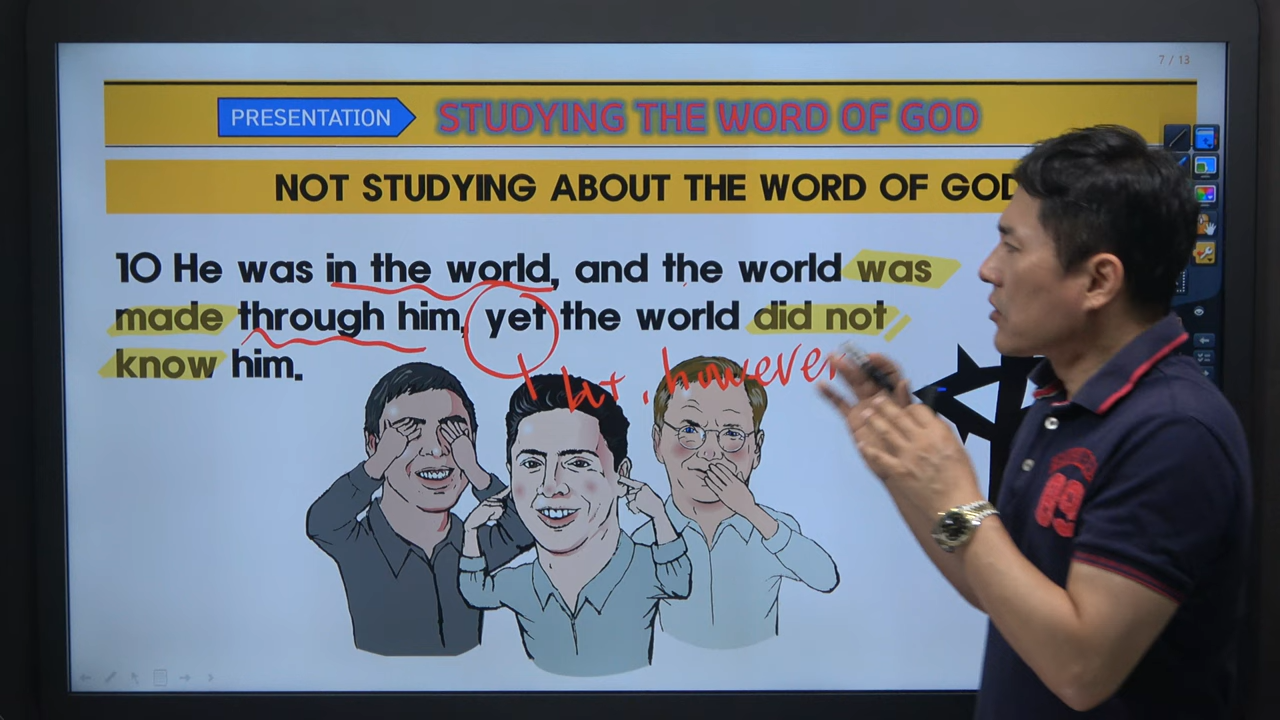 7 / 13
PRESENTATION
STUDYING THE WORD OF GOD
NOT STUDYING ABOUT THE WORD OF GOD
10 He was in the world, and the world was
made through him, yet the world did not
know him.
but, however
89